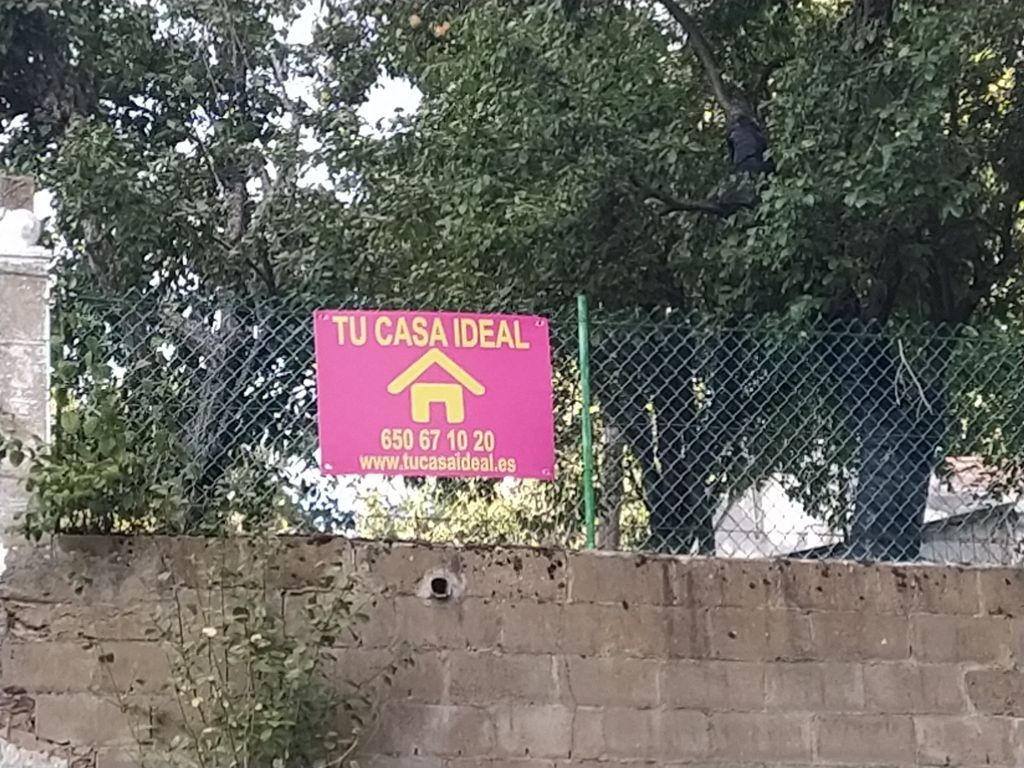 TU CASA IDEAL
650 67 10 20
www.tucasaideal.es